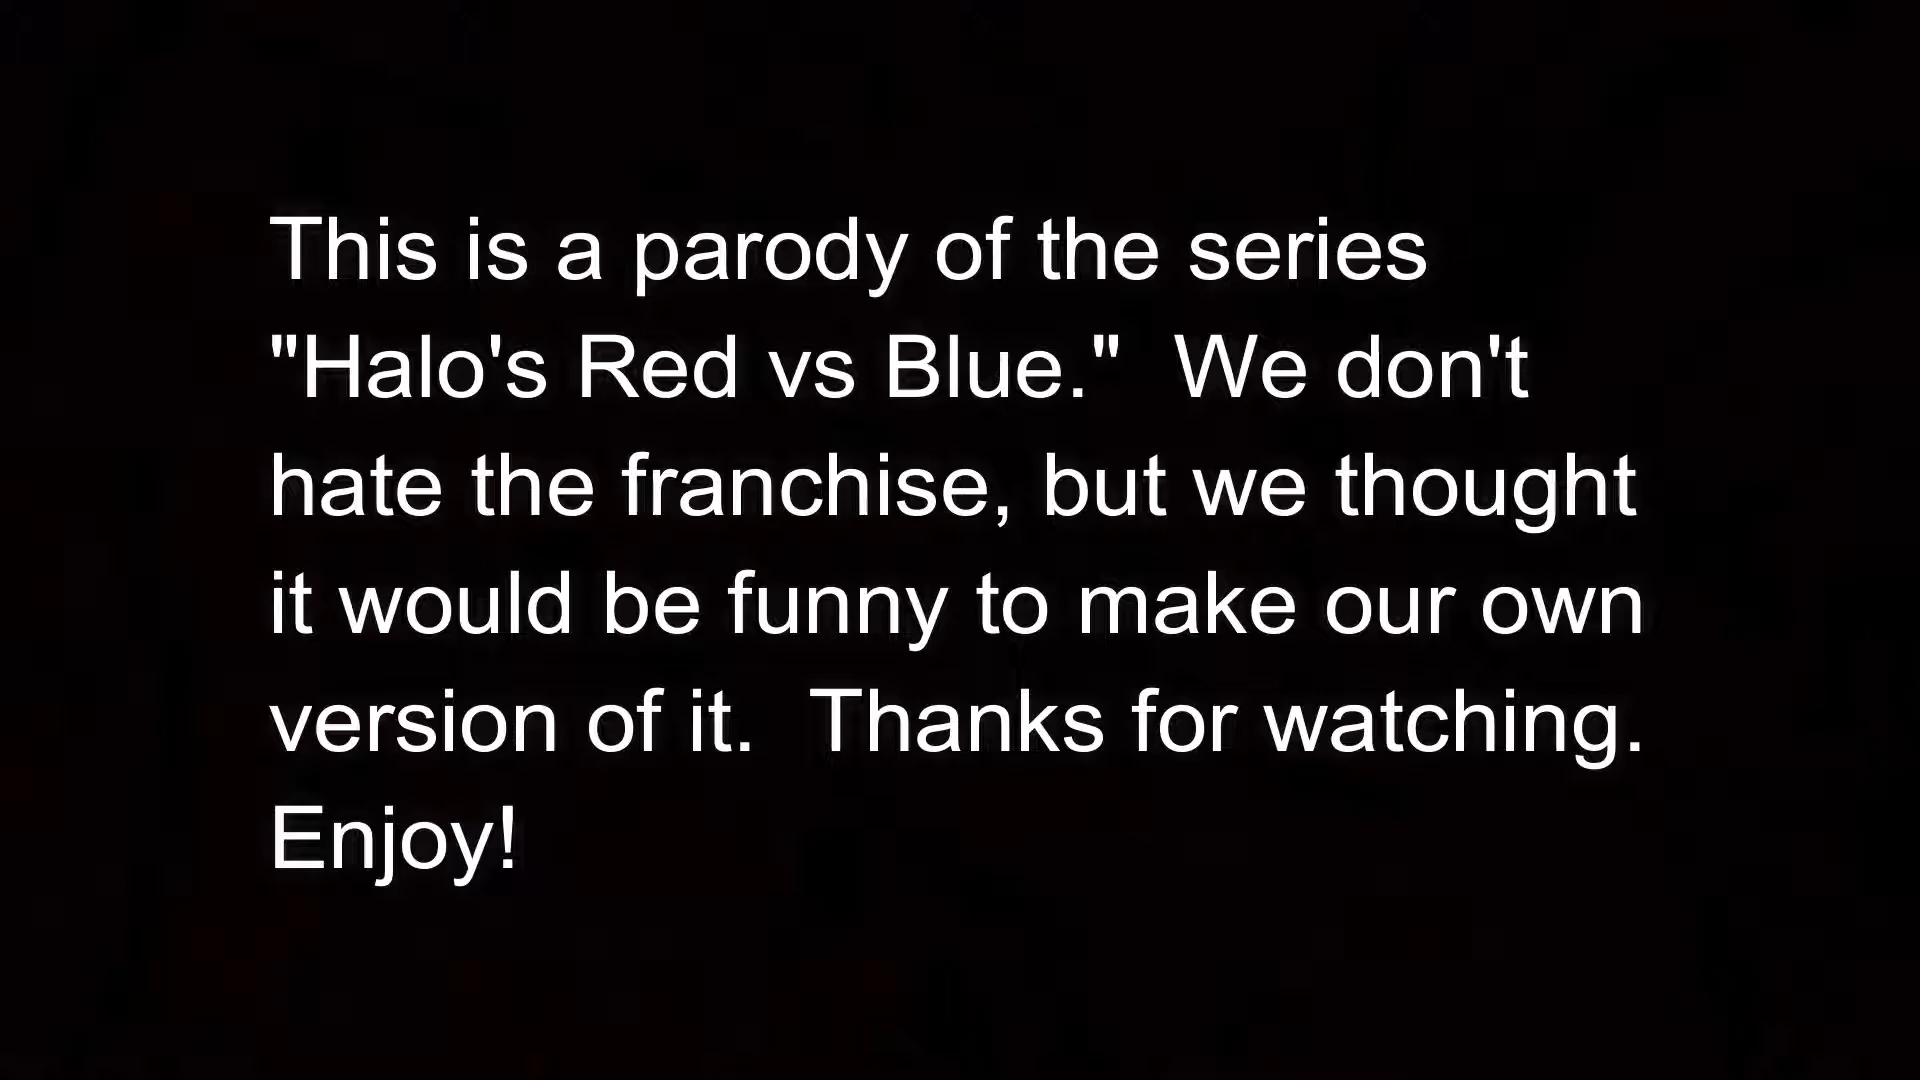 This is a parody of the series
"Halo's Red vs Blue."  We don't
hate the franchise, but we thought
it would be funny to make our own
version of it.  Thanks for watching.
Enjoy!